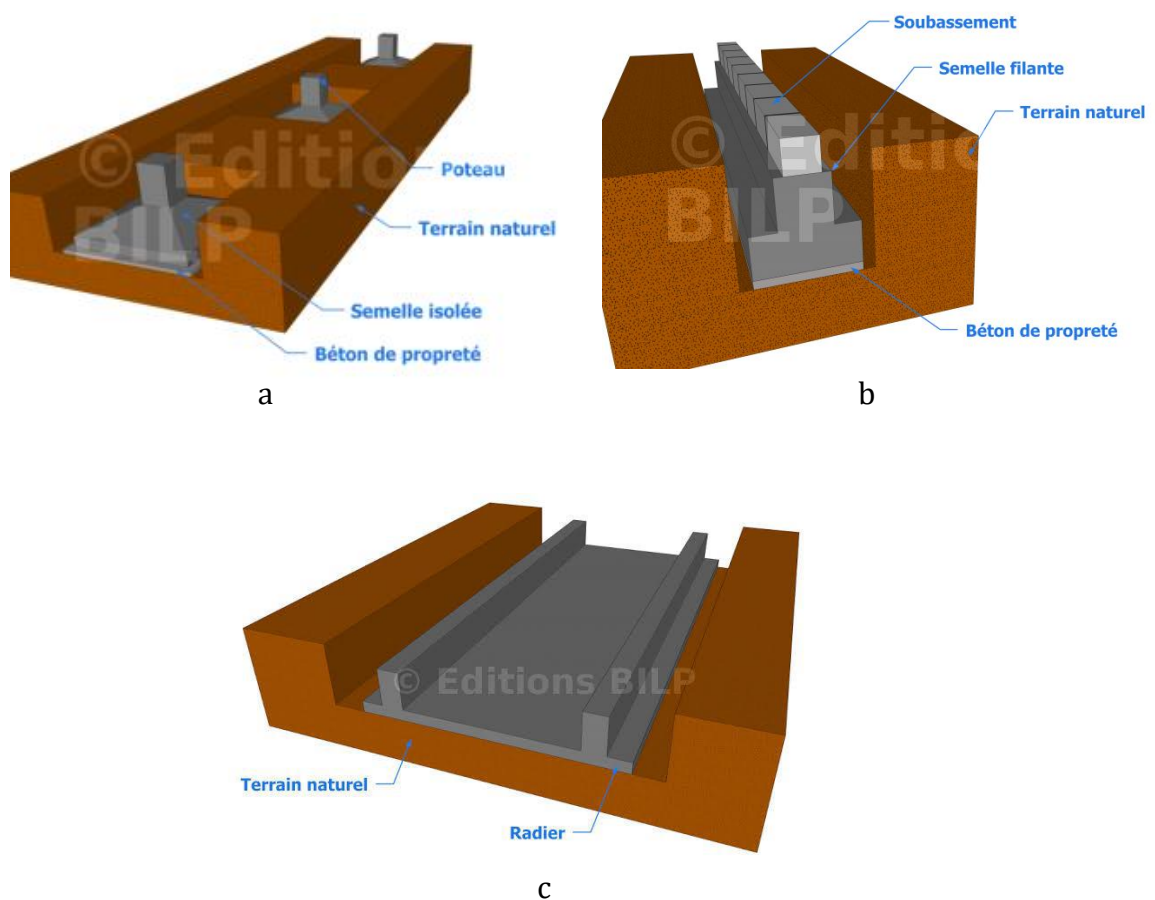 Poteau
Terrain naturel
Semelle isolée
Béton de propreté
© Editions
BILP
a
Soubassement
Semelle filante
Terrain naturel
Béton de propreté
© Editio
BILP
b
© Editions BILP
Terrain naturel
Radier
c